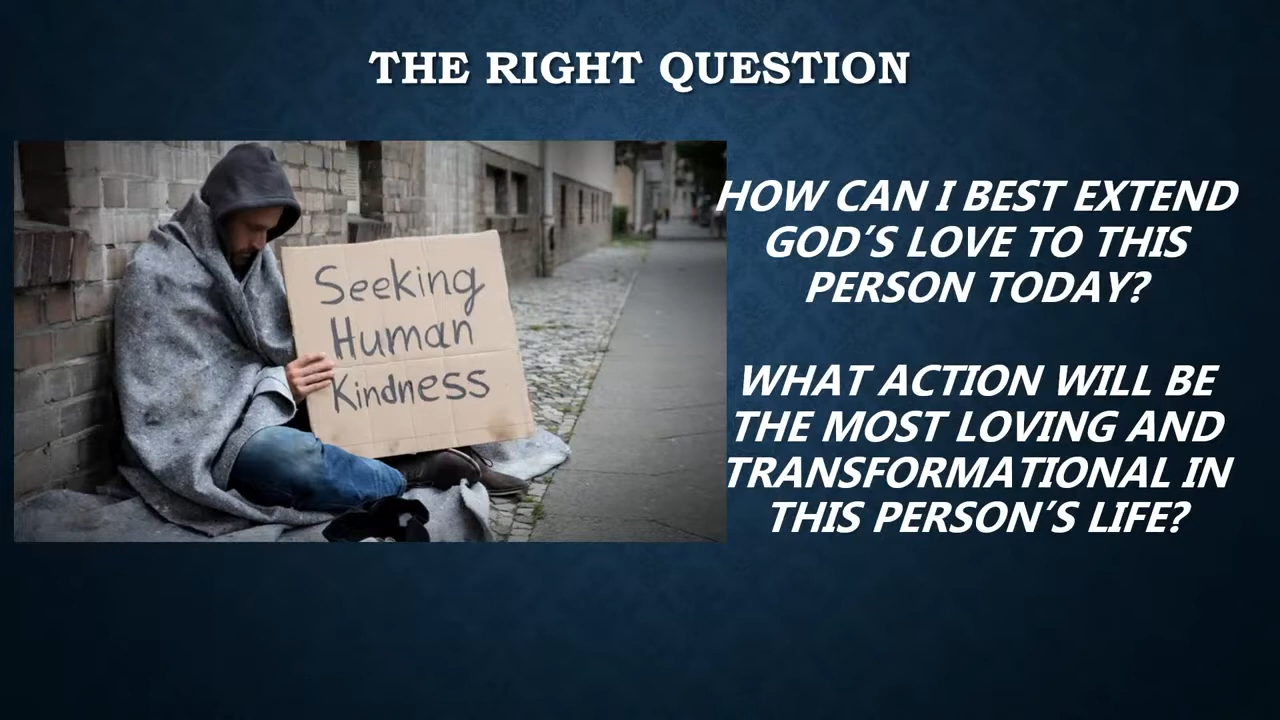 THE RIGHT QUESTION
Seeking
Human
Kindness
HOW CAN I BEST EXTEND
GOD'S LOVE TO THIS
PERSON TODAY?
WHAT ACTION WILL BE
THE MOST LOVING AND
TRANSFORMATIONAL IN
THIS PERSON'S LIFE?